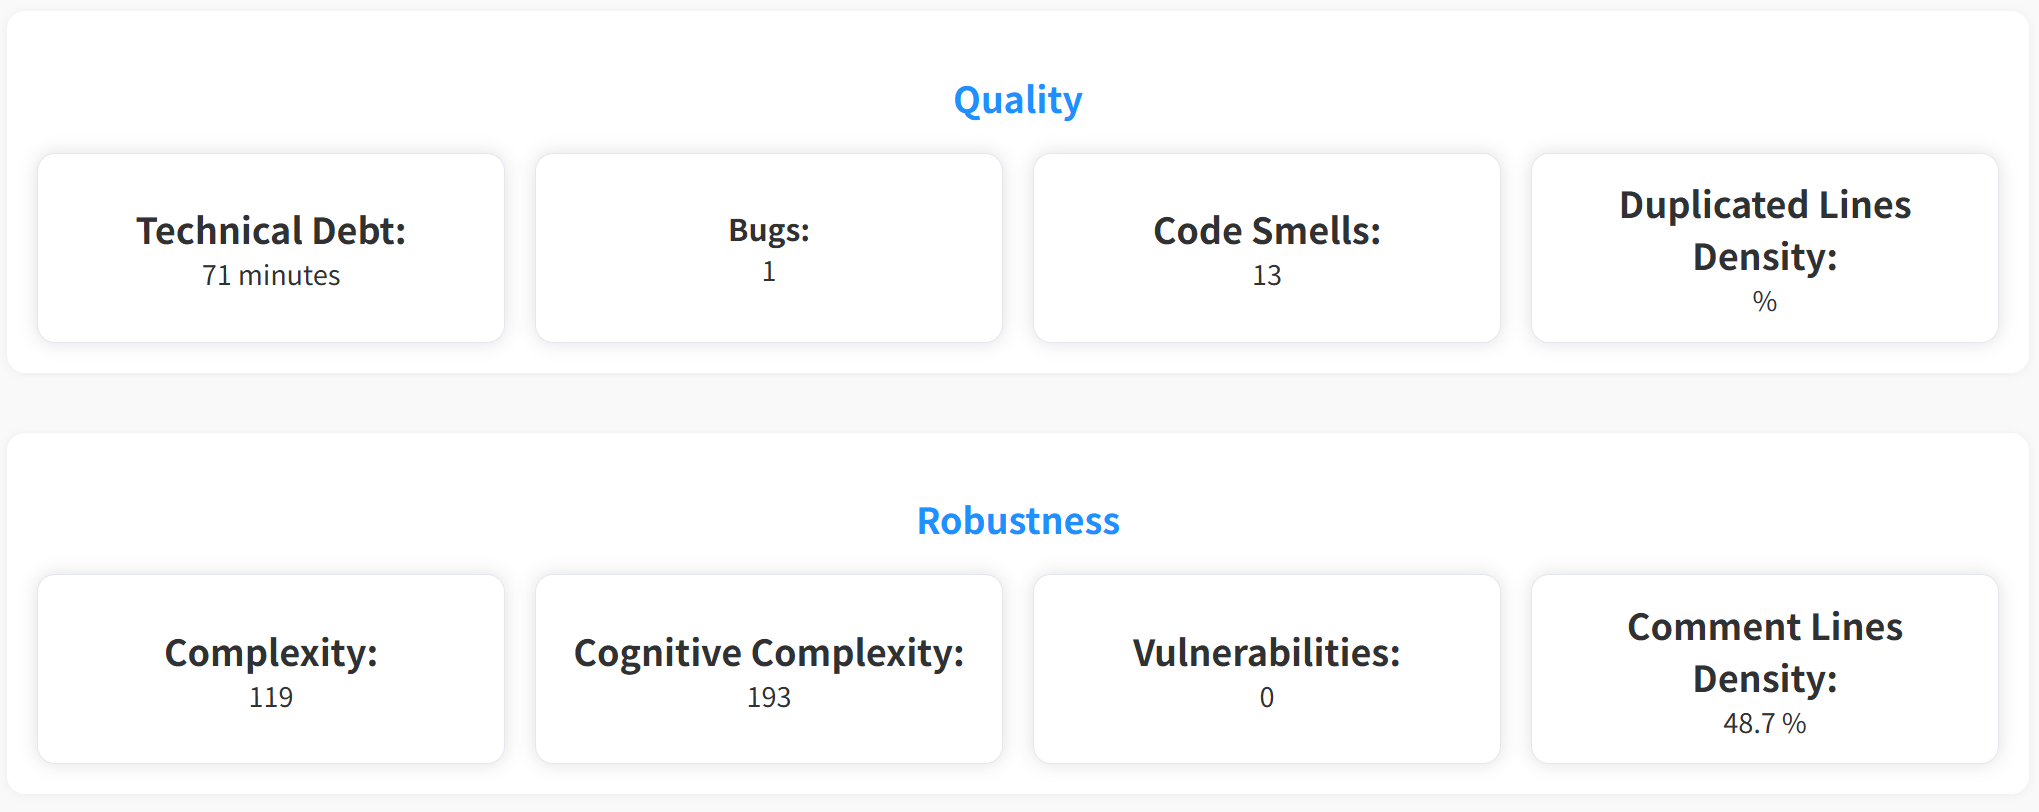 Quality
Technical Debt:
71 minutes
Bugs:
1
Code Smells:
13
Duplicated Lines
Density:
%
Robustness
Complexity:
119
Cognitive Complexity:
193
Vulnerabilities:
0
Comment Lines
Density:
48.7 %